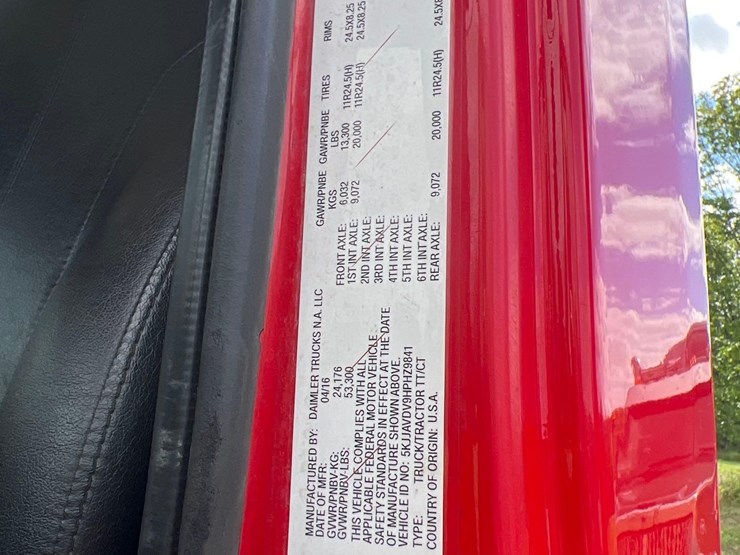 MANUFACTURED BY: DAIMLER TRUCKS N.A. LLC
DATE OF MFR: 04/16
GVWR/PNBV-KG: 24,176
GVWR/PNBV-LBS: 53,300
THIS VEHICLE COMPLIES WITH ALL
APPLICABLE FEDERAL MOTOR VEHICLE
SAFETY STANDARDS IN EFFECT AT THE DATE
OF MANUFACTURE SHOWN ABOVE.
VEHICLE ID NO: 5KJJAVDV9HPHZ9841
TYPE: TRUCK/TRACTOR TT/CT
COUNTRY OF ORIGIN: U.S.A.
GAWR/PNBE GAWR/PNBE TIRES RIMS
KGS LBS
FRONT AXLE: 6,032 13,300 11R24.5(H) 24.5X8.25
1ST INT AXLE: 9,072 20,000 11R24.5(H) 24.5X8.25
2ND INT AXLE:
3RD INT AXLE:
4TH INT AXLE:
5TH INT AXLE:
6TH INT AXLE:
REAR AXLE: 9,072 20,000 11R24.5(H) 24.5X8